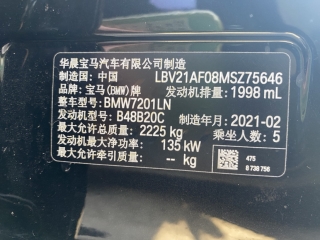 华晨宝马汽车有限公司制造
制造国：中国 LBV21AF08MSZ75646
品牌：宝马(BMW)牌 发动机排量：1998 mL
整车型号：BMW7201LN
发动机型号：B48B20C 制造年月：2021-02
最大允许总质量：2225 kg 乘坐人数：5
发动机最大净功率：135 kW
最大允许牵引质量：-- kg
475
8 738 756